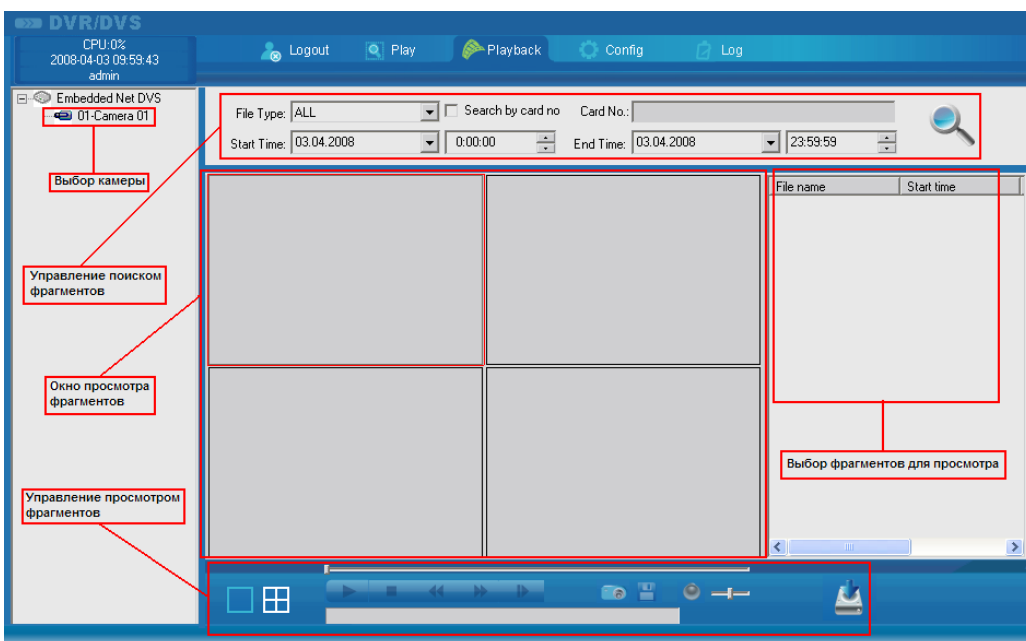 DVR/DVS
CPU:0%
2008-04-03 09:59:43
admin
Logout
Play
Playback
Config
Log
Embedded Net DVS
01-Camera 01
Выбор камеры
File Type: ALL
Search by card no
Card No.:
Start Time: 03.04.2008
0:00:00
End Time: 03.04.2008
23:59:59
File name
Start time
Управление поиском
фрагментов
Окно просмотра
фрагментов
Выбор фрагментов для просмотра
Управление просмотром
фрагментов